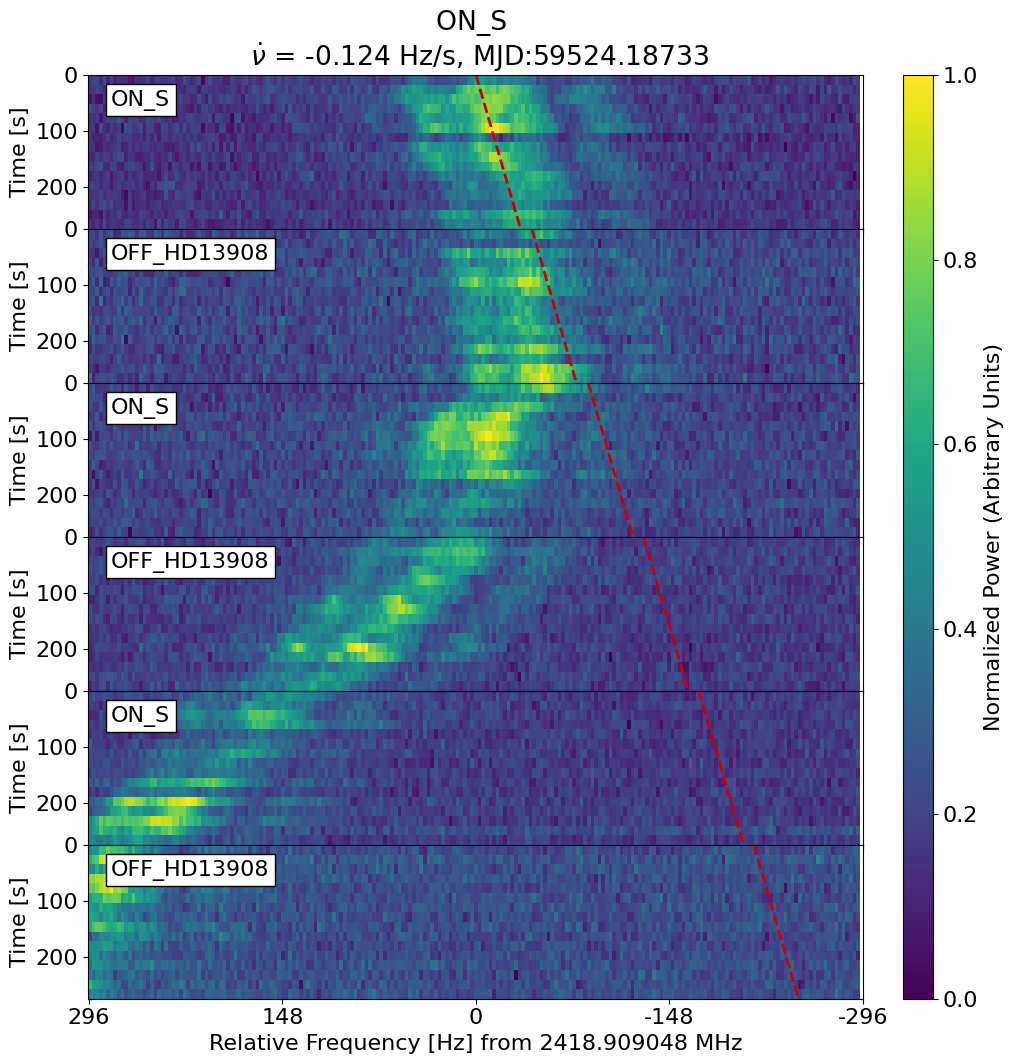 ON_S
ν̇ = -0.124 Hz/s, MJD:59524.18733
0
100
200
Time [s]
ON_S
0
100
200
Time [s]
OFF_HD13908
0
100
200
Time [s]
ON_S
0
100
200
Time [s]
OFF_HD13908
0
100
200
Time [s]
ON_S
0
100
200
Time [s]
OFF_HD13908
296 148 0 -148 -296
Relative Frequency [Hz] from 2418.909048 MHz
1.0
0.8
0.6
0.4
0.2
0.0
Normalized Power (Arbitrary Units)